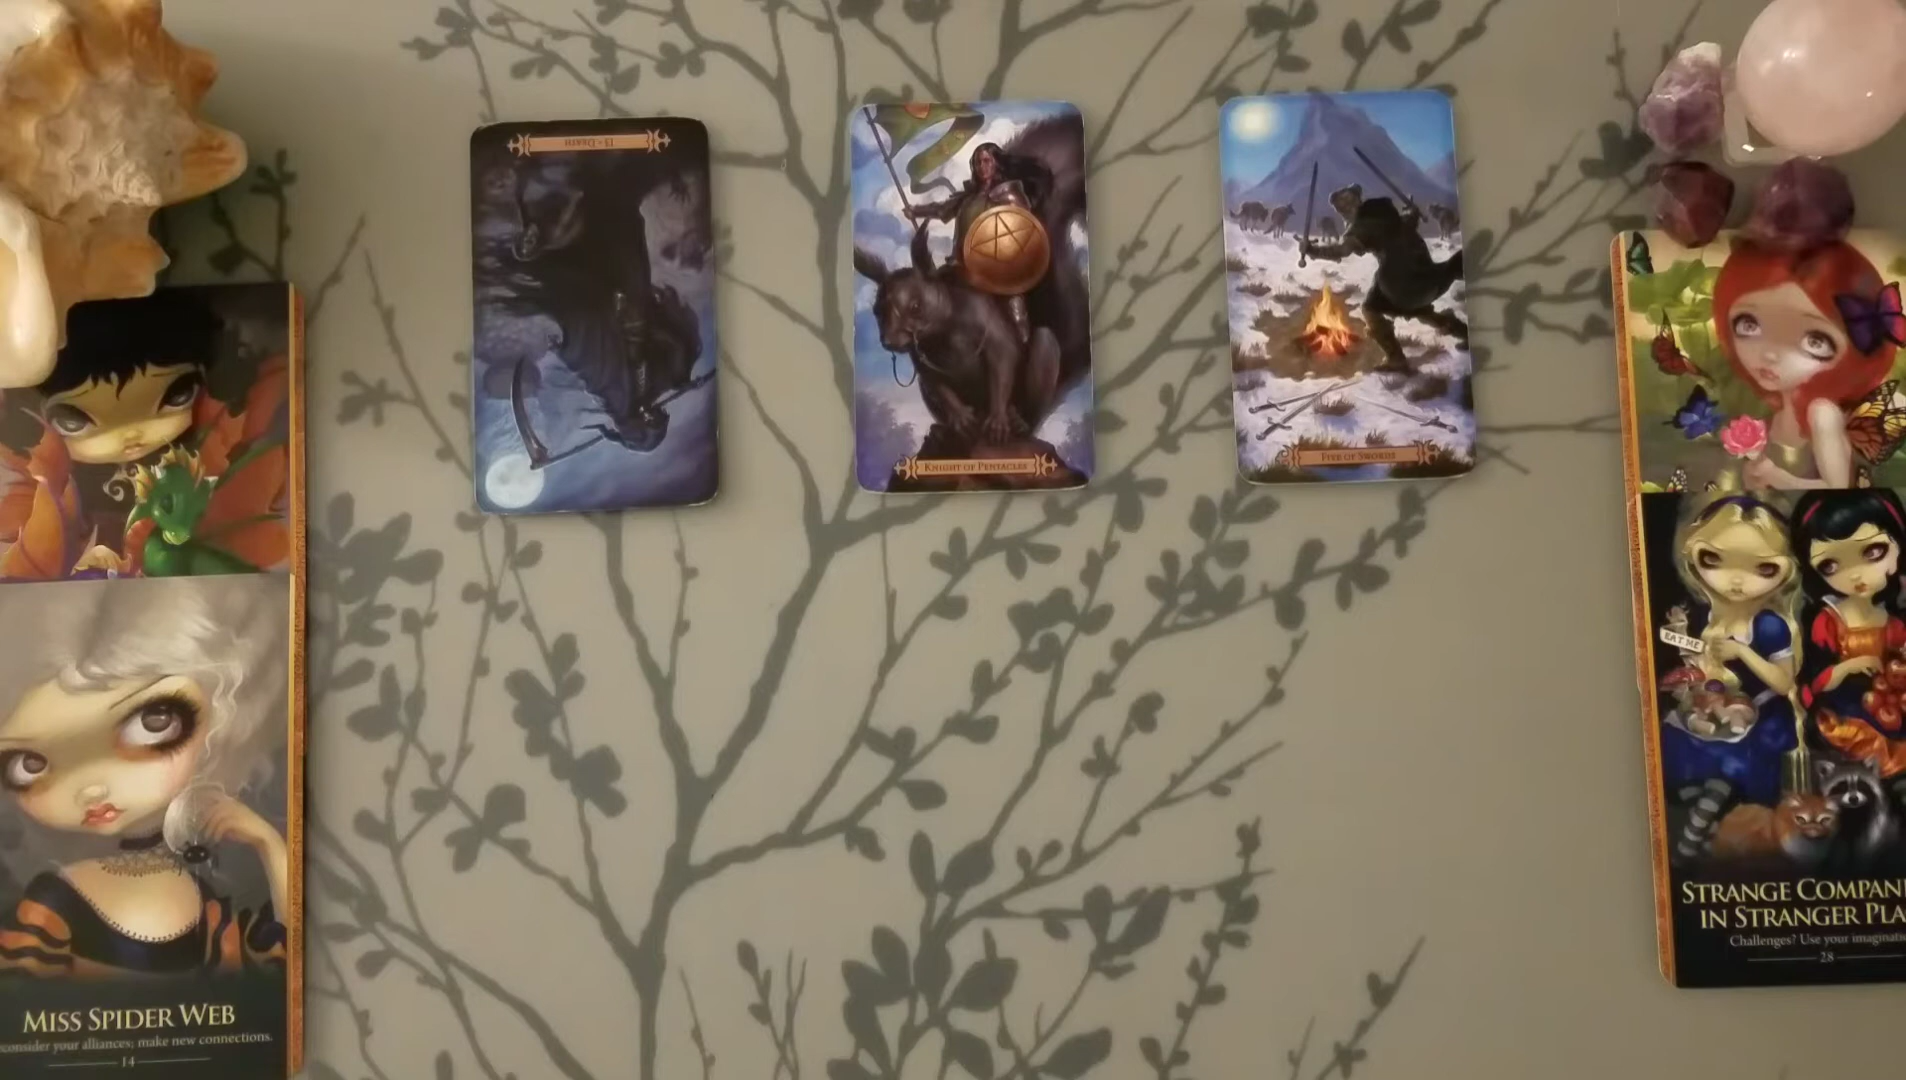 13 - DEATH
KNIGHT OF PENTACLES
FIVE OF SWORDS
EAT ME
MISS SPIDER WEB
consider your alliances; make new connections.
14
STRANGE COMPANI
IN STRANGER PLA
Challenges? Use your imaginatio
28